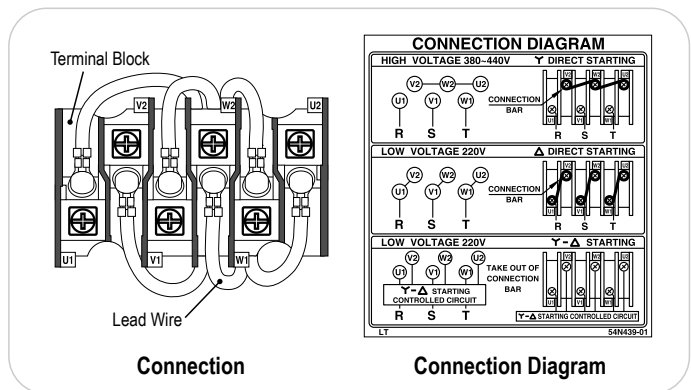 Terminal Block
V2
W2
U2
U1
V1
W1
Lead Wire
Connection
CONNECTION DIAGRAM
HIGH VOLTAGE 380~440V
Y DIRECT STARTING
V2 W2 U2
U1 V1 W1
R S T
CONNECTION
BAR
V2 W2 U2
U1 V1 W1
R S T
LOW VOLTAGE 220V
Δ DIRECT STARTING
V2 W2 U2
U1 V1 W1
R S T
CONNECTION
BAR
V2 W2 U2
U1 V1 W1
R S T
LOW VOLTAGE 220V
Y-Δ STARTING
V2 W2 U2
U1 V1 W1
Y-Δ STARTING
CONTROLLED CIRCUIT
R S T
TAKE OUT OF
CONNECTION
BAR
V2 W2 U2
U1 V1 W1
Y-Δ STARTING CONTROLLED CIRCUIT
LT
54N439-01
Connection Diagram